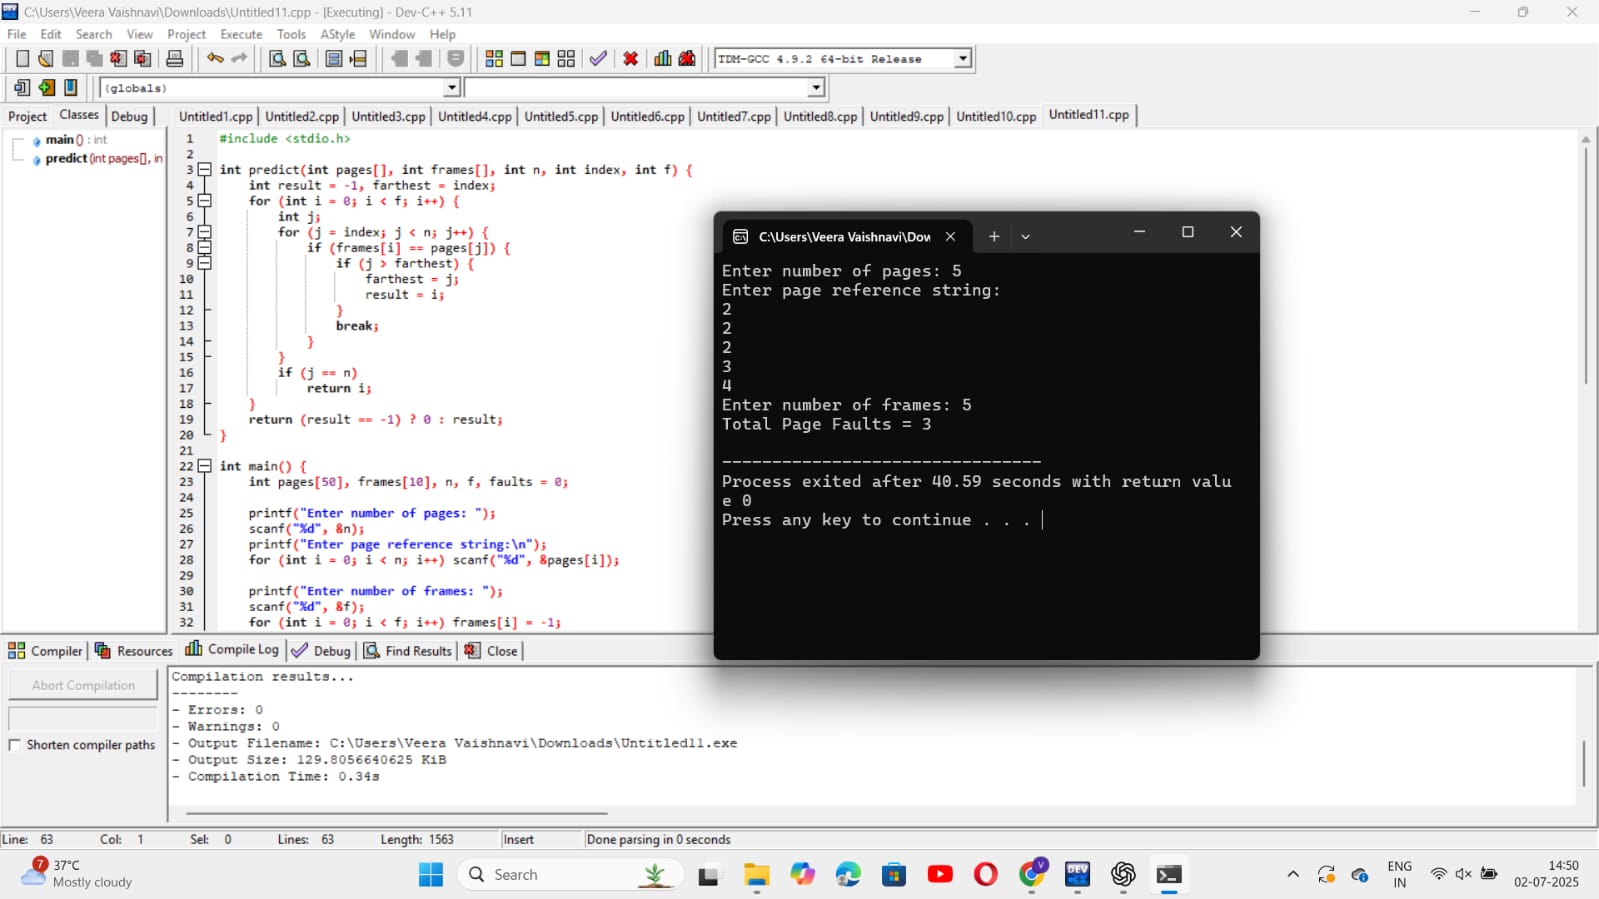 C:\Users\Veera Vaishnavi\Downloads\Untitled11.cpp - [Executing] - Dev-C++ 5.11
File Edit Search View Project Execute Tools AStyle Window Help
TDM-GCC 4.9.2 64-bit Release
(globals)
Project Classes Debug
Untitled1.cpp Untitled2.cpp Untitled3.cpp Untitled4.cpp Untitled5.cpp Untitled6.cpp Untitled7.cpp Untitled8.cpp Untitled9.cpp Untitled10.cpp Untitled11.cpp
main () : int
predict (int pages[], in
1 #include <stdio.h>
2
3 int predict(int pages[], int frames[], int n, int index, int f) {
4 int result = -1, farthest = index;
5 for (int i = 0; i < f; i++) {
6 int j;
7 for (j = index; j < n; j++) {
8 if (frames[i] == pages[j]) {
9 if (j > farthest) {
10 farthest = j;
11 result = i;
12 }
13 break;
14 }
15 }
16 if (j == n)
17 return i;
18 }
19 return (result == -1) ? 0 : result;
20 }
21
22 int main() {
23 int pages[50], frames[10], n, f, faults = 0;
24
25 printf("Enter number of pages: ");
26 scanf("%d", &n);
27 printf("Enter page reference string:\n");
28 for (int i = 0; i < n; i++) scanf("%d", &pages[i]);
29
30 printf("Enter number of frames: ");
31 scanf("%d", &f);
32 for (int i = 0; i < f; i++) frames[i] = -1;
C:\Users\Veera Vaishnavi\Dow
Enter number of pages: 5
Enter page reference string:
2
2
2
3
4
Enter number of frames: 5
Total Page Faults = 3
--------------------------------
Process exited after 40.59 seconds with return valu
e 0
Press any key to continue . . .
Compiler Resources Compile Log Debug Find Results Close
Abort Compilation
Shorten compiler paths
Compilation results...
--------
- Errors: 0
- Warnings: 0
- Output Filename: C:\Users\Veera Vaishnavi\Downloads\Untitled11.exe
- Output Size: 129.8056640625 KiB
- Compilation Time: 0.34s
Line: 63 Col: 1 Sel: 0 Lines: 63 Length: 1563 Insert Done parsing in 0 seconds
7
37°C
Mostly cloudy
Search
V
DEV
ENG
IN
14:50
02-07-2025